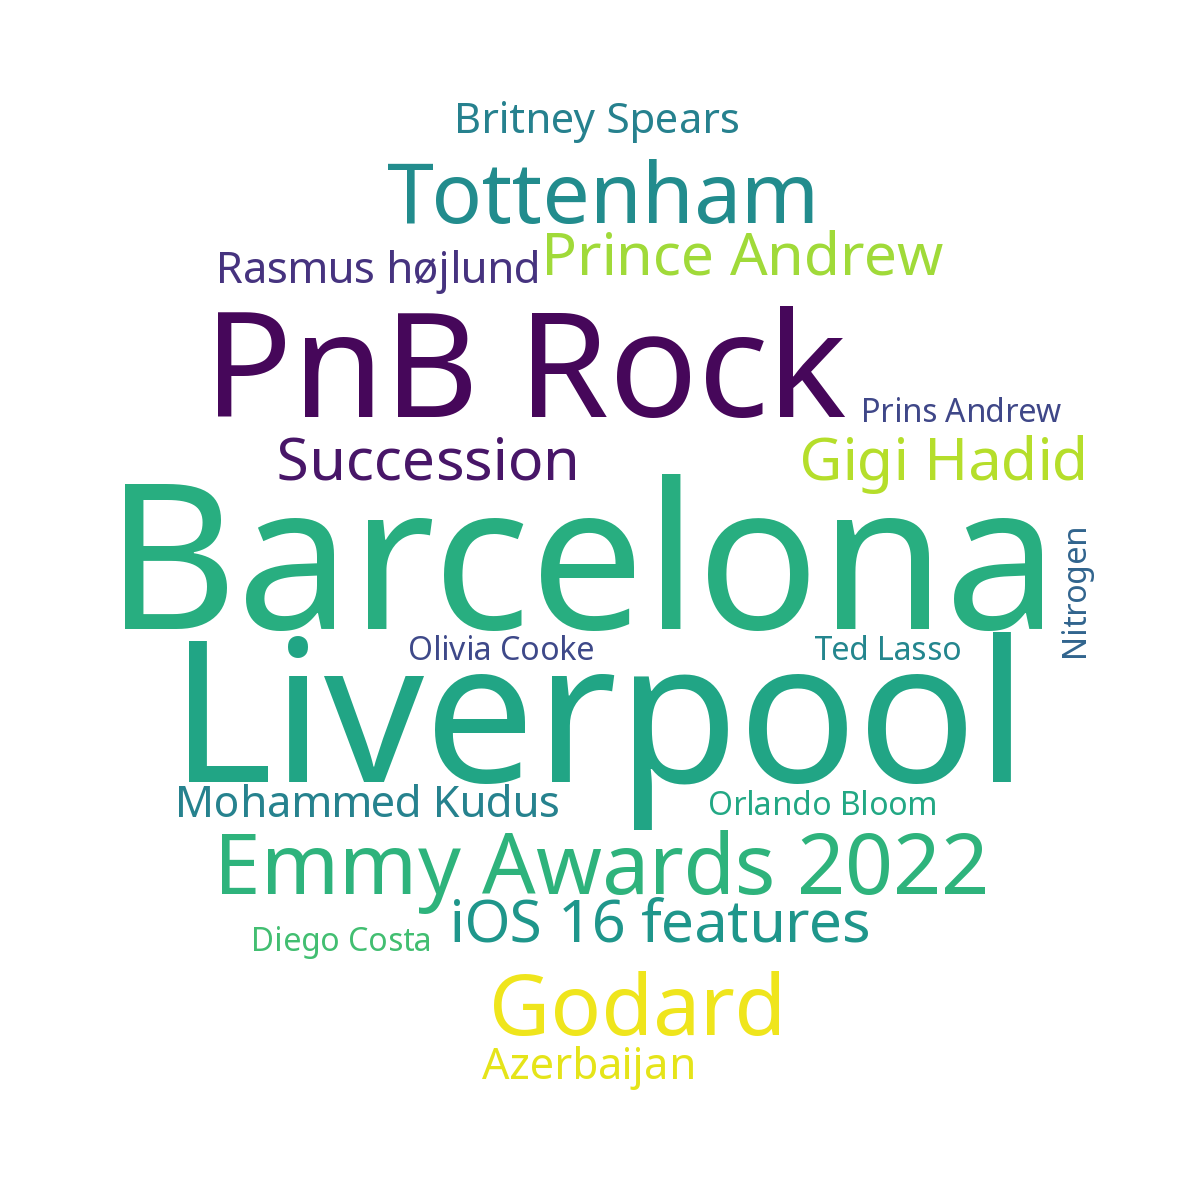 Britney Spears
Tottenham
Rasmus højlund
Prince Andrew
PnB Rock
Prins Andrew
Succession
Gigi Hadid
Barcelona
Nitrogen
Olivia Cooke
Ted Lasso
Liverpool
Mohammed Kudus
Orlando Bloom
Emmy Awards 2022
iOS 16 features
Diego Costa
Godard
Azerbaijan